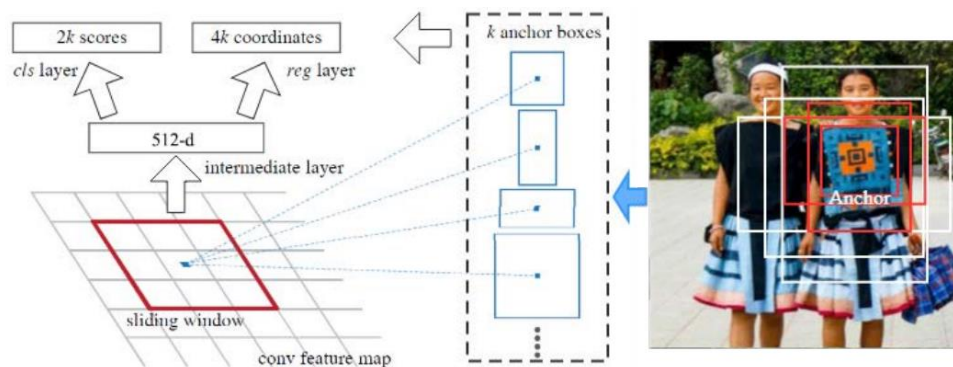 2k scores
4k coordinates
k anchor boxes
cls layer
reg layer
512-d
intermediate layer
Anchor
sliding window
conv feature map